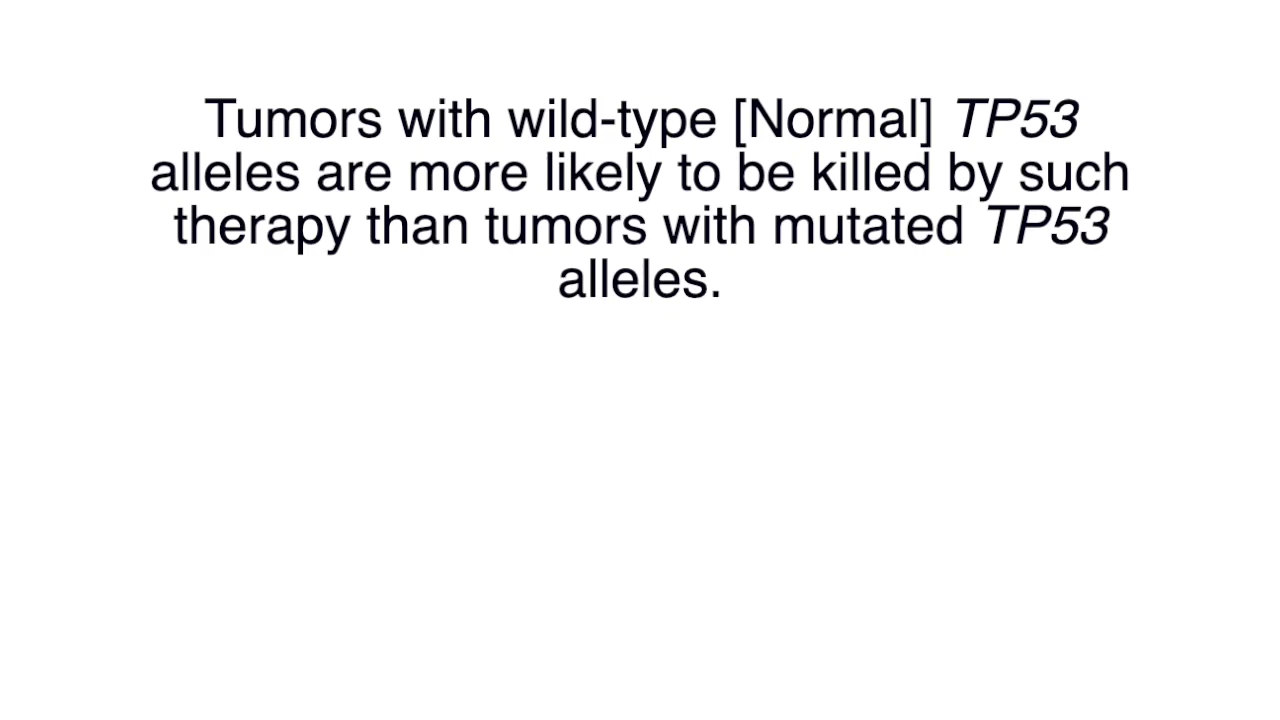 Tumors with wild-type [Normal] TP53
alleles are more likely to be killed by such
therapy than tumors with mutated TP53
alleles.